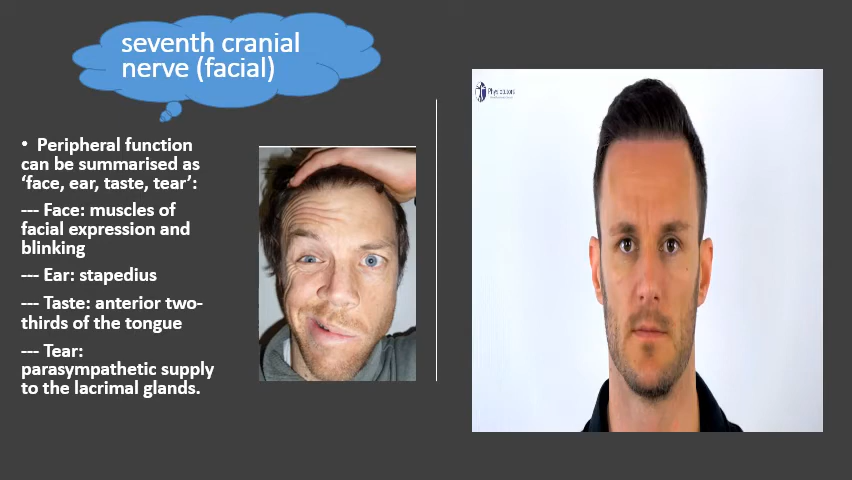 seventh cranial
nerve (facial)
• Peripheral function
can be summarised as
‘face, ear, taste, tear’:
--- Face: muscles of
facial expression and
blinking
--- Ear: stapedius
--- Taste: anterior two-
thirds of the tongue
--- Tear:
parasympathetic supply
to the lacrimal glands.